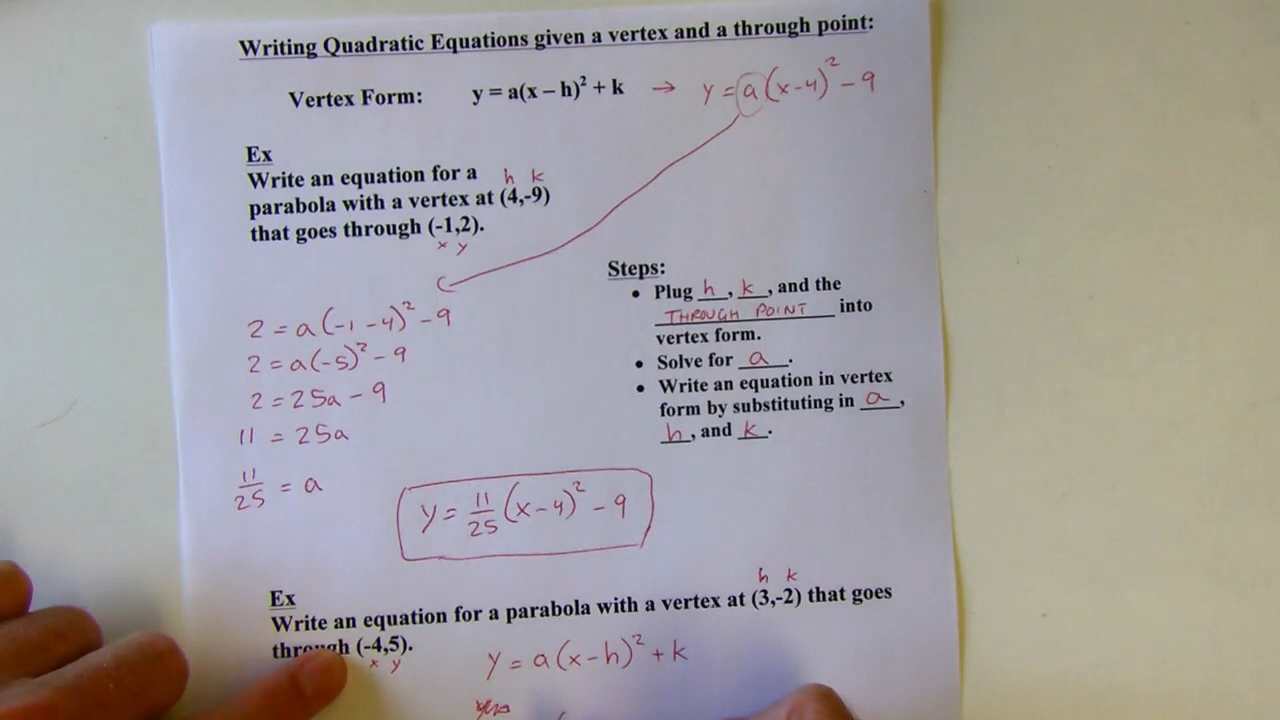 Writing Quadratic Equations given a vertex and a through point:
Vertex Form: y = a(x – h)² + k → y = a(x-4)² - 9
Ex
Write an equation for a
h k
parabola with a vertex at (4,-9)
that goes through (-1,2).
x y
2 = a(-1-4)² - 9
2 = a(-5)² - 9
2 = 25a - 9
11 = 25a
11/25 = a
y = 11/25 (x-4)² - 9
Steps:
• Plug h, k, and the
THROUGH POINT into
vertex form.
• Solve for a.
• Write an equation in vertex
form by substituting in a,
h, and k.
Ex
h k
Write an equation for a parabola with a vertex at (3,-2) that goes
through (-4,5).
x y
y = a(x-h)² + k